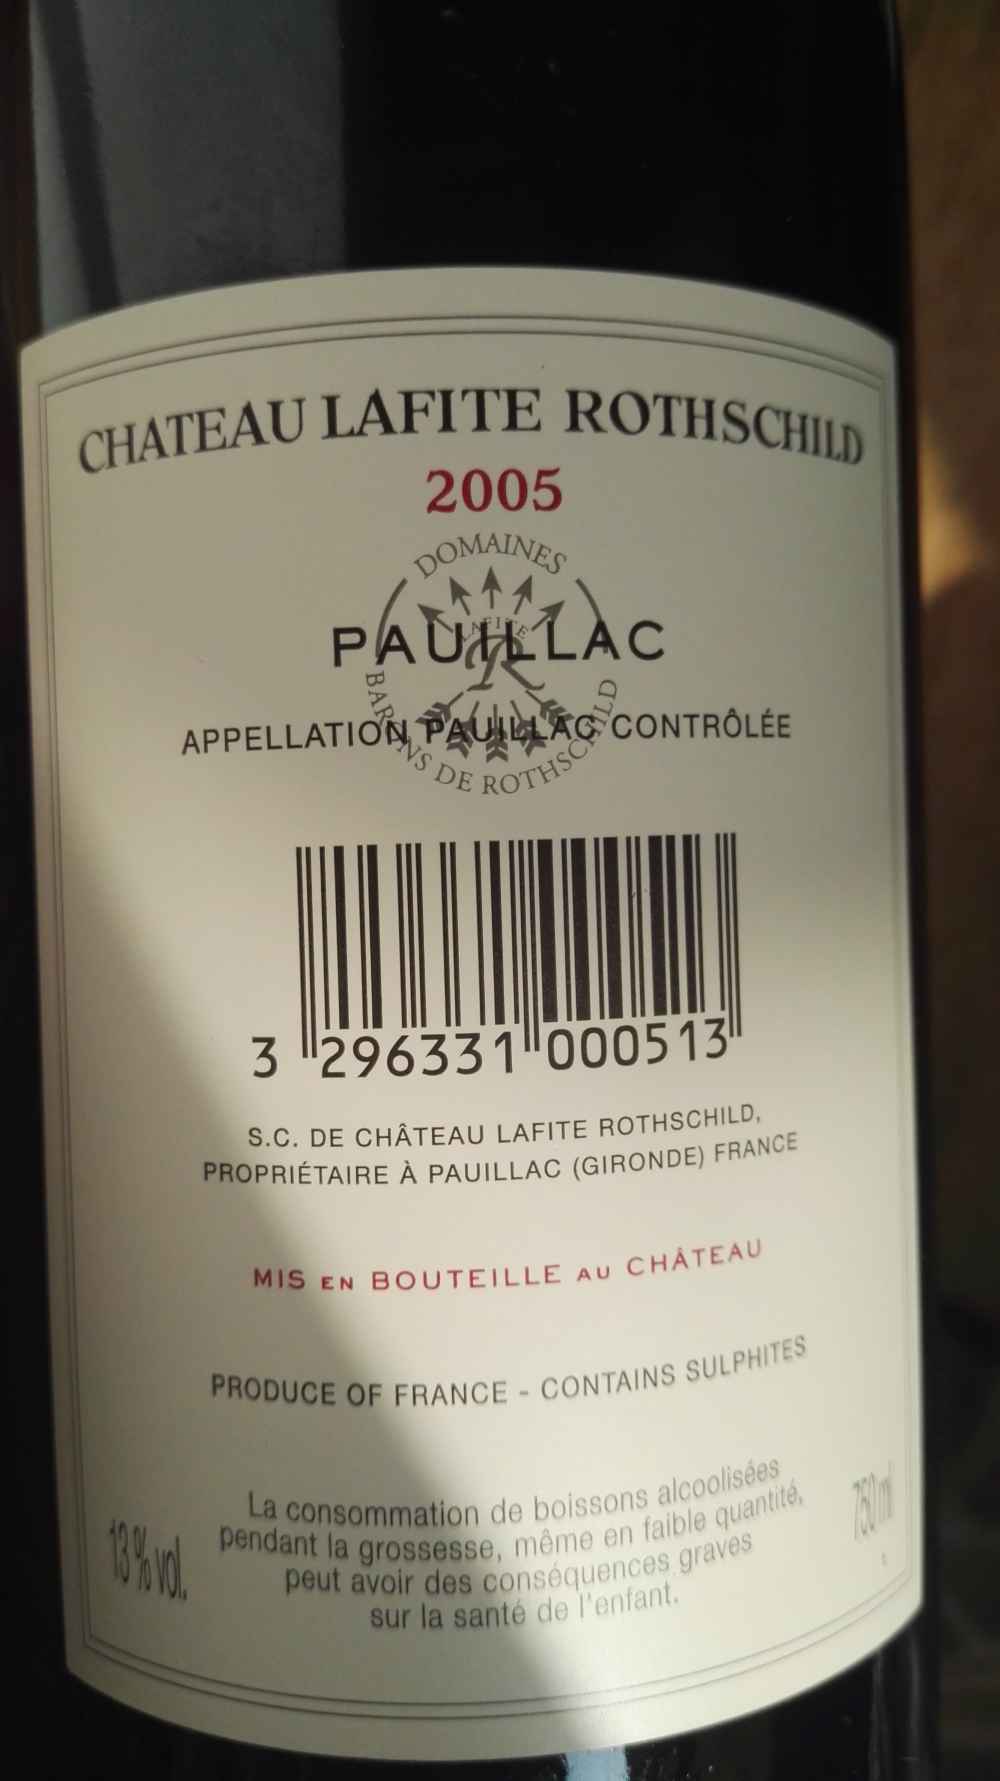 CHATEAU LAFITE ROTHSCHILD
2005
DOMAINES
LAFITE
R
BARONS DE ROTHSCHILD
PAUILLAC
APPELLATION PAUILLAC CONTRÔLÉE
3 296331 000513
S.C. DE CHÂTEAU LAFITE ROTHSCHILD,
PROPRIÉTAIRE À PAUILLAC (GIRONDE) FRANCE
MIS EN BOUTEILLE AU CHÂTEAU
PRODUCE OF FRANCE - CONTAINS SULPHITES
La consommation de boissons alcoolisées
pendant la grossesse, même en faible quantité,
peut avoir des conséquences graves
sur la santé de l'enfant.
13 % vol.
750 ml